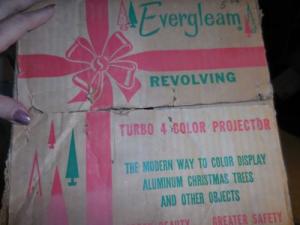 Evergleam
REVOLVING
TURBO 4 COLOR PROJECTOR
THE MODERN WAY TO COLOR DISPLAY
ALUMINUM CHRISTMAS TREES
AND OTHER OBJECTS
BEAUTY GREATER SAFETY